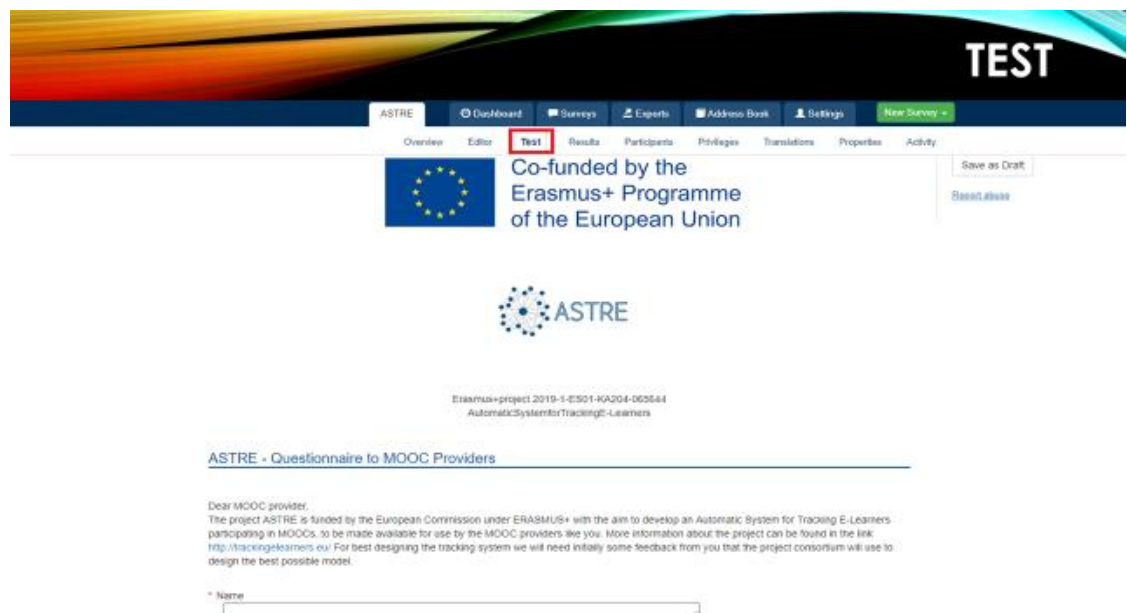 TEST
ASTRE Dashboard Surveys Experts Address Book Settings New Survey
Overview Editor Test Results Participants Privileges Translations Properties Activity
Co-funded by the
Erasmus+ Programme
of the European Union
Save as Draft
Report abuse
ASTRE
Erasmus+project 2019-1-ES01-KA204-065644
AutomaticSystemforTrackingE-Learners
ASTRE - Questionnaire to MOOC Providers
Dear MOOC provider,
The project ASTRE is funded by the European Commission under ERASMUS+ with the aim to develop an Automatic System for Tracking E-Learners
participating in MOOCs, to be made available for use by the MOOC providers like you. More information about the project can be found in the link
http://trackingelearners.eu/ For best designing the tracking system we will need initially some feedback from you that the project consortium will use to
design the best possible model.
* Name